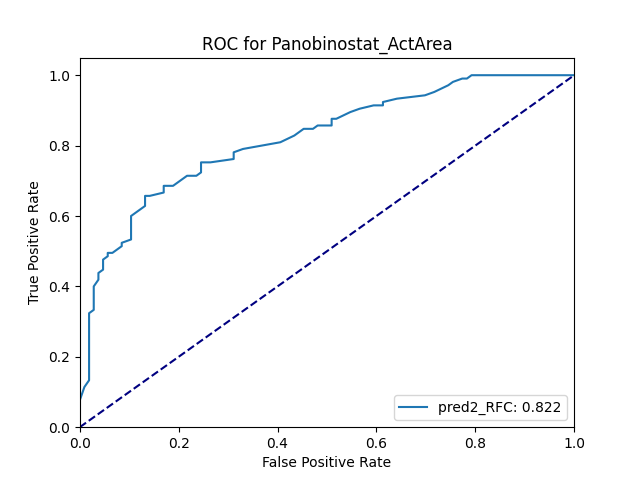 ROC for Panobinostat_ActArea
True Positive Rate
1.0
0.8
0.6
0.4
0.2
0.0
pred2_RFC: 0.822
0.0 0.2 0.4 0.6 0.8 1.0
False Positive Rate